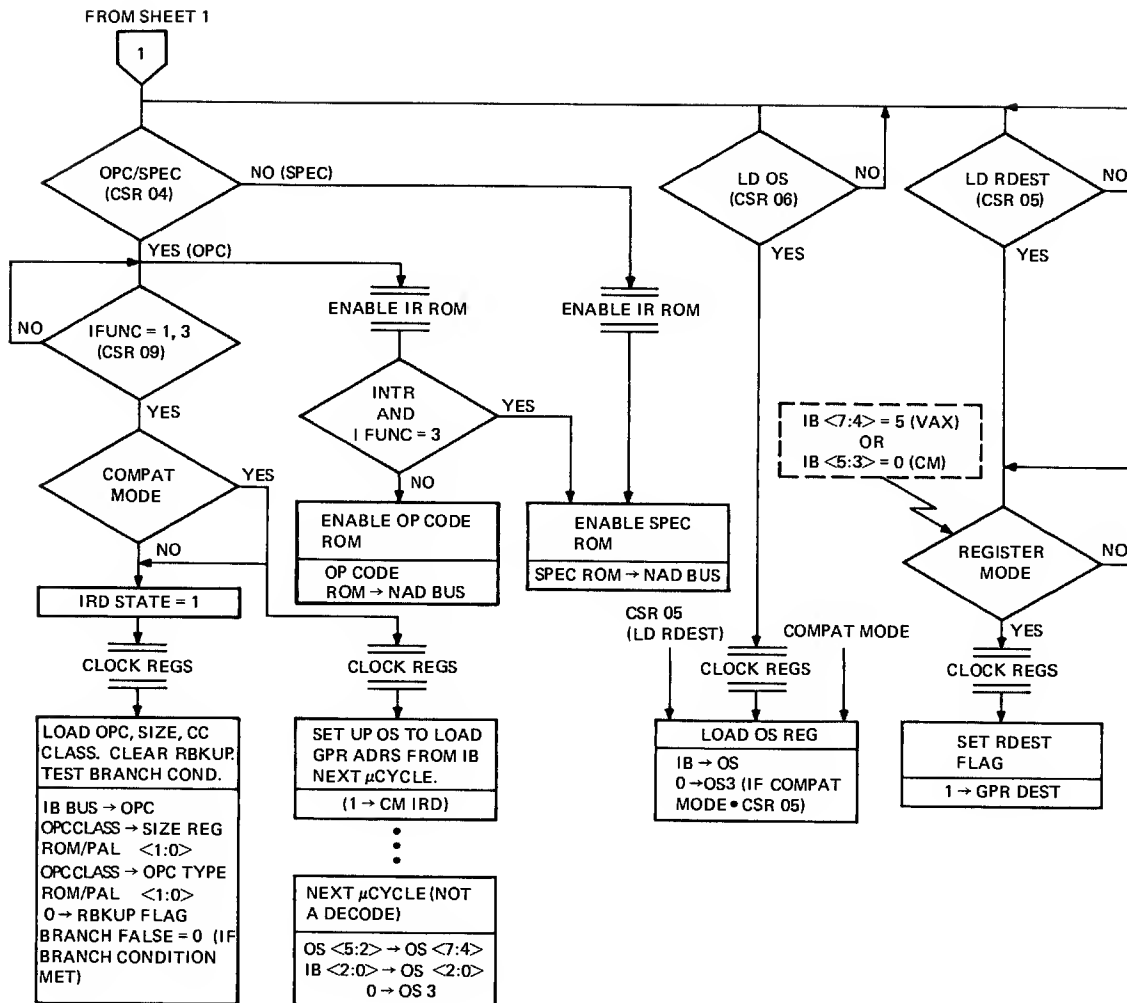 FROM SHEET 1
1
OPC/SPEC
(CSR 04)
NO (SPEC)
YES (OPC)
LD OS
(CSR 06)
NO
YES
LD RDEST
(CSR 05)
NO
YES
NO
IFUNC = 1, 3
(CSR 09)
YES
ENABLE IR ROM
ENABLE IR ROM
INTR
AND
I FUNC = 3
YES
NO
COMPAT
MODE
YES
NO
ENABLE OP CODE
ROM
OP CODE
ROM → NAD BUS
ENABLE SPEC
ROM
SPEC ROM → NAD BUS
IB <7:4> = 5 (VAX)
OR
IB <5:3> = 0 (CM)
REGISTER
MODE
NO
YES
IRD STATE = 1
CLOCK REGS
CLOCK REGS
CSR 05
(LD RDEST)
COMPAT MODE
CLOCK REGS
CLOCK REGS
LOAD OPC, SIZE, CC
CLASS. CLEAR RBKUP.
TEST BRANCH COND.
IB BUS → OPC
OPCCLASS → SIZE REG
ROM/PAL <1:0>
OPCCLASS → OPC TYPE
ROM/PAL <1:0>
0 → RBKUP FLAG
BRANCH FALSE = 0 (IF
BRANCH CONDITION
MET)
SET UP OS TO LOAD
GPR ADRS FROM IB
NEXT μCYCLE.
(1 → CM IRD)
NEXT μCYCLE (NOT
A DECODE)
OS <5:2> → OS <7:4>
IB <2:0> → OS <2:0>
0 → OS 3
LOAD OS REG
IB → OS
0 → OS3 (IF COMPAT
MODE • CSR 05)
SET RDEST
FLAG
1 → GPR DEST